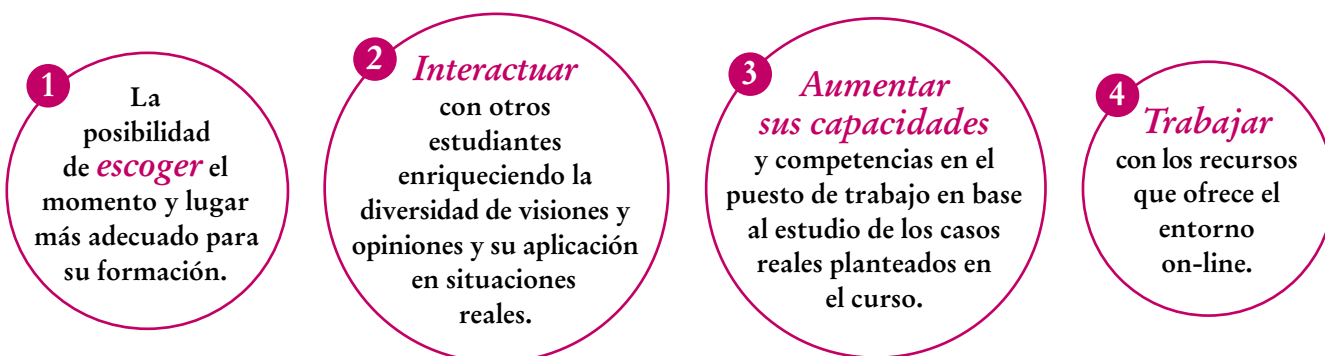 1
La
posibilidad
de escoger el
momento y lugar
más adecuado para
su formación.
2
Interactuar
con otros
estudiantes
enriqueciendo la
diversidad de visiones y
opiniones y su aplicación
en situaciones
reales.
3
Aumentar
sus capacidades
y competencias en el
puesto de trabajo en base
al estudio de los casos
reales planteados en
el curso.
4
Trabajar
con los recursos
que ofrece el
entorno
on-line.